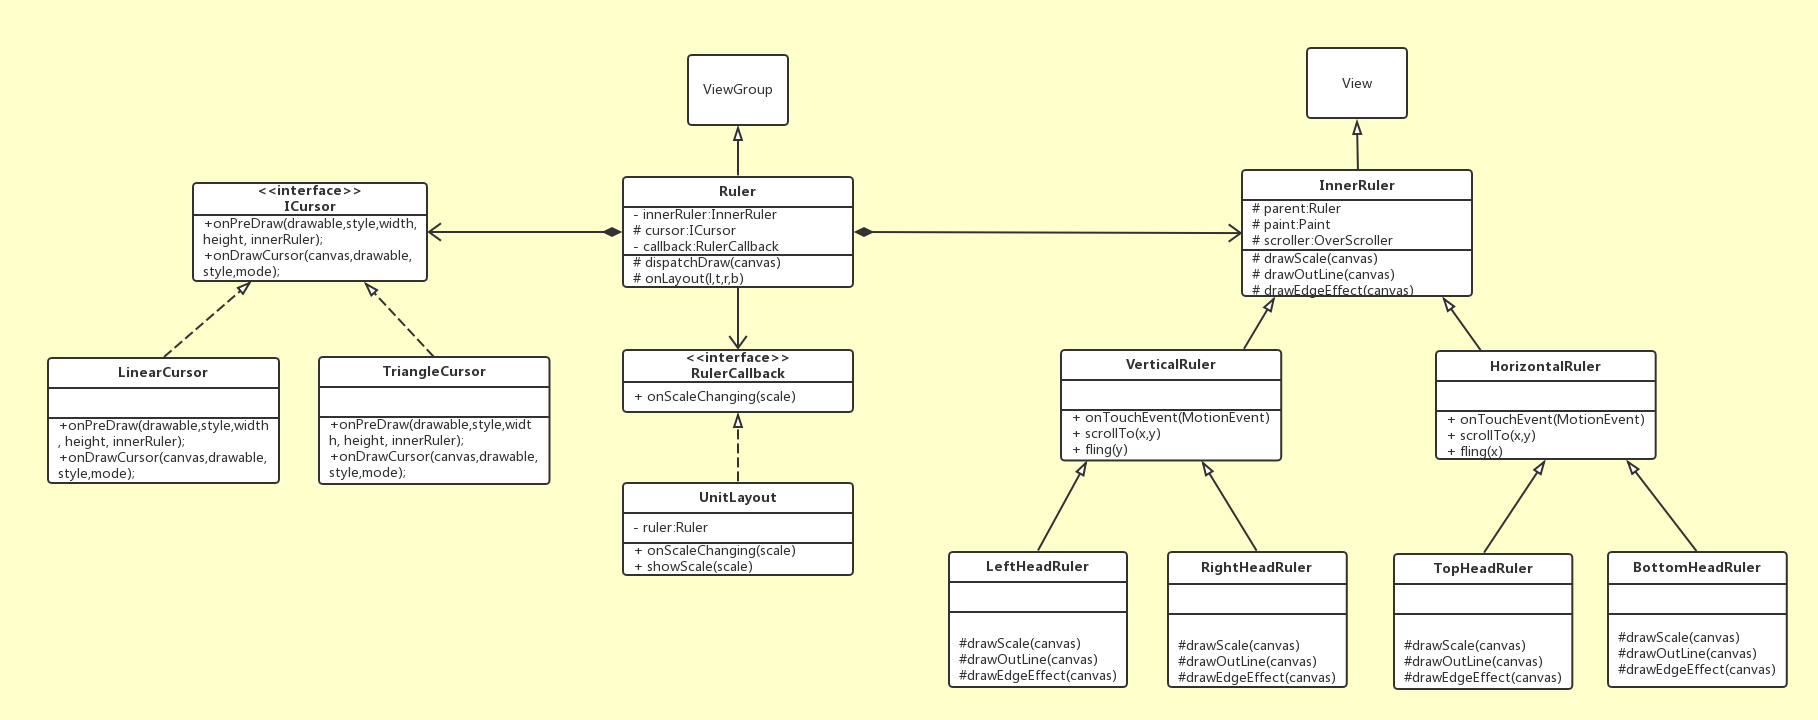 ViewGroup
View
<<interface>>
ICursor
+onPreDraw(drawable,style,width,
height, innerRuler);
+onDrawCursor(canvas,drawable,
style,mode);
Ruler
- innerRuler:InnerRuler
# cursor:ICursor
- callback:RulerCallback
# dispatchDraw(canvas)
# onLayout(l,t,r,b)
InnerRuler
# parent:Ruler
# paint:Paint
# scroller:OverScroller
# drawScale(canvas)
# drawOutLine(canvas)
# drawEdgeEffect(canvas)
LinearCursor
+onPreDraw(drawable,style,width
, height, innerRuler);
+onDrawCursor(canvas,drawable,
style,mode);
TriangleCursor
+onPreDraw(drawable,style,widt
h, height, innerRuler);
+onDrawCursor(canvas,drawable,
style,mode);
<<interface>>
RulerCallback
+ onScaleChanging(scale)
VerticalRuler
+ onTouchEvent(MotionEvent)
+ scrollTo(x,y)
+ fling(y)
HorizontalRuler
+ onTouchEvent(MotionEvent)
+ scrollTo(x,y)
+ fling(x)
UnitLayout
- ruler:Ruler
+ onScaleChanging(scale)
+ showScale(scale)
LeftHeadRuler
#drawScale(canvas)
#drawOutLine(canvas)
#drawEdgeEffect(canvas)
RightHeadRuler
#drawScale(canvas)
#drawOutLine(canvas)
#drawEdgeEffect(canvas)
TopHeadRuler
#drawScale(canvas)
#drawOutLine(canvas)
#drawEdgeEffect(canvas)
BottomHeadRuler
#drawScale(canvas)
#drawOutLine(canvas)
#drawEdgeEffect(canvas)